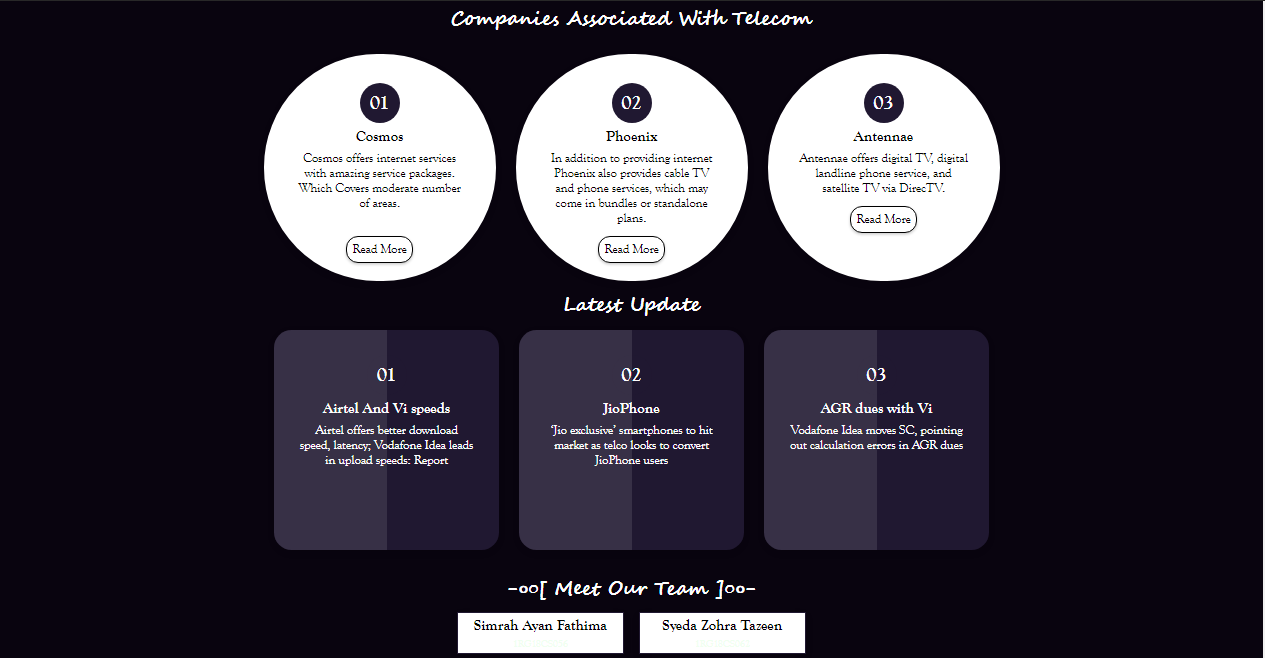 Companies Associated With Telecom
01
Cosmos
Cosmos offers internet services
with amazing service packages.
Which Covers moderate number
of areas.
Read More
02
Phoenix
In addition to providing internet
Phoenix also provides cable TV
and phone services, which may
come in bundles or standalone
plans.
Read More
03
Antennae
Antennae offers digital TV, digital
landline phone service, and
satellite TV via DirecTV.
Read More
Latest Update
01
Airtel And Vi speeds
Airtel offers better download
speed, latency; Vodafone Idea leads
in upload speeds: Report
02
JioPhone
‘Jio exclusive’ smartphones to hit
market as telco looks to convert
JioPhone users
03
AGR dues with Vi
Vodafone Idea moves SC, pointing
out calculation errors in AGR dues
-oo[ Meet Our Team ]oo-
Simrah Ayan Fathima
Syeda Zohra Tazeen